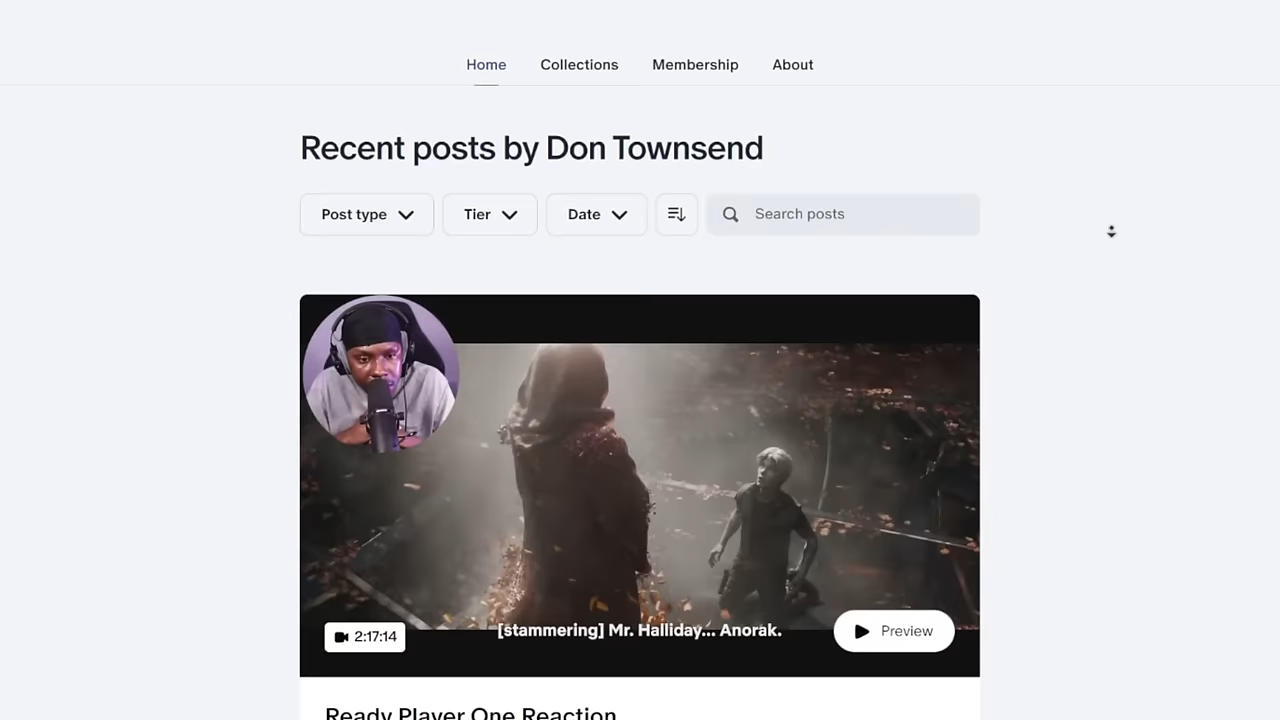 Home Collections Membership About
Recent posts by Don Townsend
Post type Tier Date Search posts
2:17:14 [stammering] Mr. Halliday... Anorak. Preview
Ready Player One Reaction